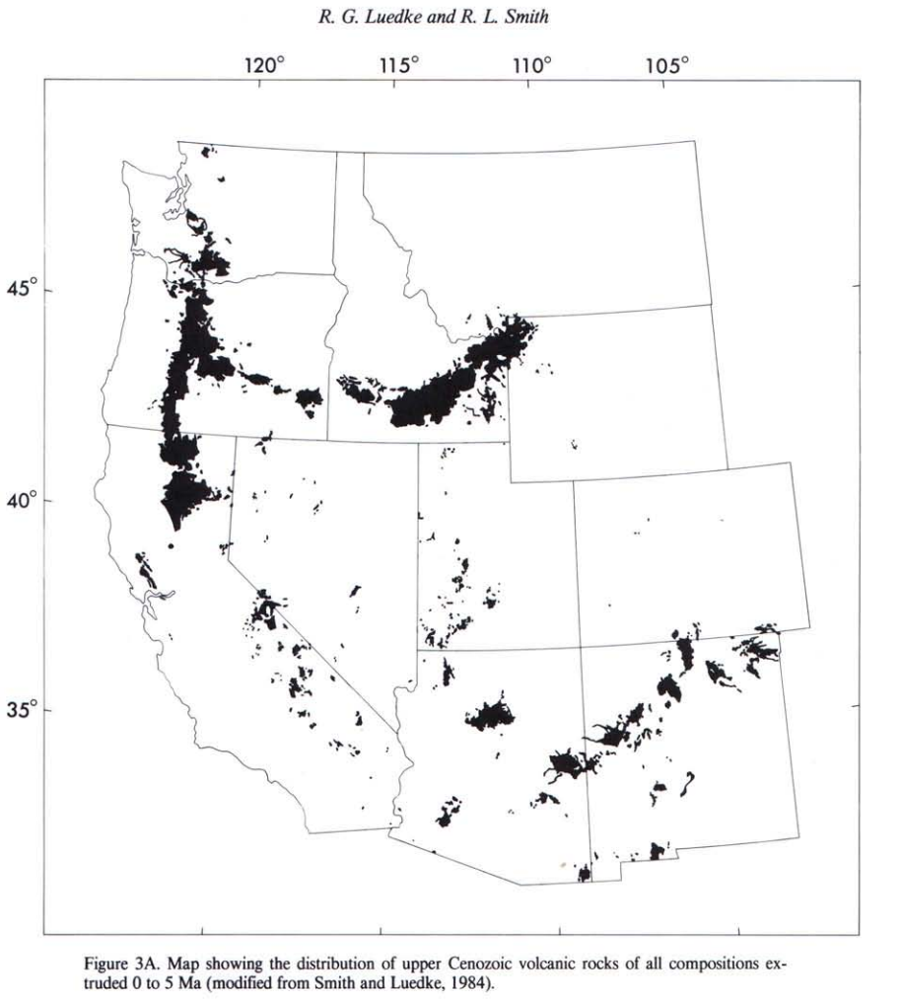 R. G. Luedke and R. L. Smith
120° 115° 110° 105°
45°
40°
35°
Figure 3A. Map showing the distribution of upper Cenozoic volcanic rocks of all compositions ex-
truded 0 to 5 Ma (modified from Smith and Luedke, 1984).